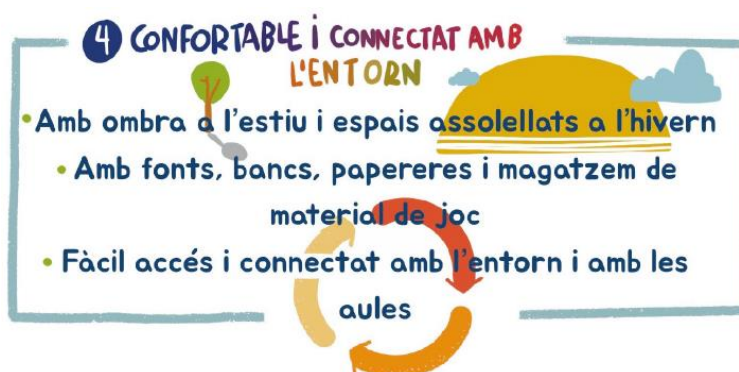 4 CONFORTABLE i CONNECTAT AMB
L'ENTORN
• Amb ombra a l'estiu i espais assolellats a l'hivern
• Amb fonts, bancs, papereres i magatzem de
material de joc
• Fàcil accés i connectat amb l'entorn i amb les
aules